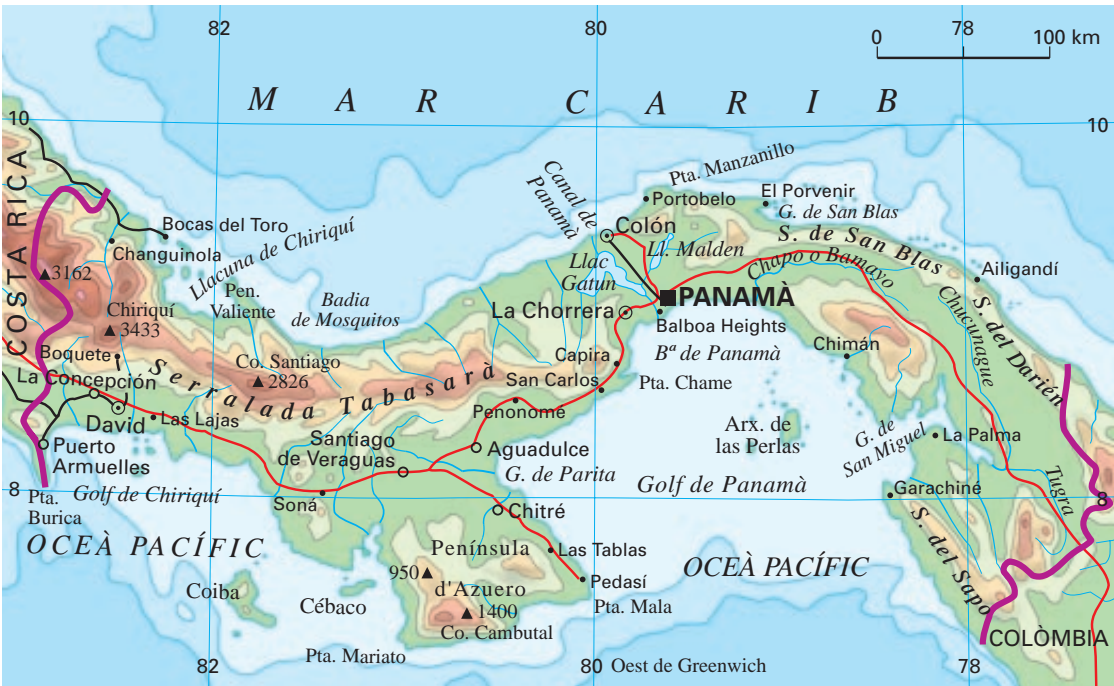 82
80
0
78
100 km
MAR CARIB
10
10
COSTA RICA
Pta. Manzanillo
Canal de
Panamà
Portobelo
El Porvenir
G. de San Blas
Colón
Bocas del Toro
Llacuna de Chiriquí
Changuinola
Ll. Malden
S. de San Blas
Llac
Gatun
Chapo o Bamayo
Ailigandí
3162
Pen.
Valiente
Badia
de Mosquitos
PANAMÀ
Chucunague
S. del Darién
Chiriquí
3433
La Chorrera
Balboa Heights
Boquete
Co. Santiago
2826
Capira
Bª de Panamà
Chimán
La Concepción
Serralada Tabasarà
San Carlos
Pta. Chame
David
Las Lajas
Penonomé
Arx. de
las Perlas
G. de
San Miguel
La Palma
Puerto
Armuelles
Santiago
de Veraguas
Aguadulce
G. de Parita
Golf de Panamà
Tugra
8
Pta.
Burica
Golf de Chiriquí
Soná
Garachiné
8
Chitré
OCEÀ PACÍFIC
Península
d'Azuero
Las Tablas
OCEÀ PACÍFIC
S. del Sapo
950
Coiba
Cébaco
Pedasí
1400
Co. Cambutal
Pta. Mala
COLÒMBIA
Pta. Mariato
82
80
Oest de Greenwich
78